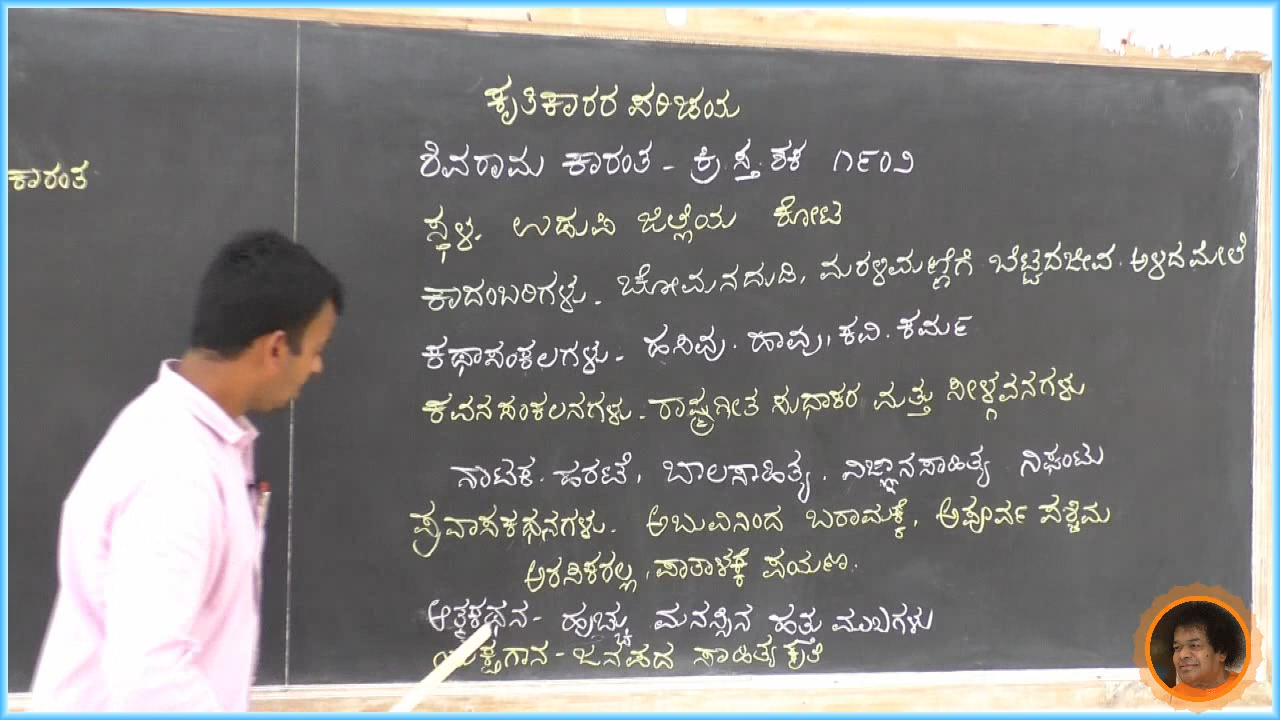 ಕಾರಂತ
ಕೃತಿಕಾರರ ಪರಿಚಯ
ಶಿವರಾಮ ಕಾರಂತ - ಕ್ರಿ.ಸ್ತ.ಶಕ ೧೯೦೨
ಸ್ಥಳ. ಉಡುಪಿ ಜಿಲ್ಲೆಯ ಕೋಟ
ಕಾದಂಬರಿಗಳು. ಚೋಮನದುಡಿ, ಮರಳಿಮಣ್ಣಿಗೆ ಬೆಟ್ಟದಜೀವ. ಅಳಿದಮೇಲೆ
ಕಥಾಸಂಕಲಗಳು - ಹಸಿವು. ಹಾವು, ಕವಿ. ಕರ್ಮ
ಕವನಸಂಕಲನಗಳು - ರಾಷ್ಟ್ರಗೀತ ಸುಧಾಕರ ಮತ್ತು ಸೀಳ್ಗವನಗಳು
ನಾಟಕ. ಹರಟೆ, ಬಾಲಸಾಹಿತ್ಯ. ವಿಜ್ಞಾನಸಾಹಿತ್ಯ ನಿಘಂಟು
ಪ್ರವಾಸಕಥನಗಳು. ಅಬುವಿನಿಂದ ಬರಾಮಕ್ಕೆ, ಅಪೂರ್ವ ಪಶ್ಚಿಮ
ಅರಸಿಕರಲ್ಲ, ಪಾತಾಳಕ್ಕೆ ಪಯಣ.
ಆತ್ಮಕಥನ - ಹುಚ್ಚು ಮನಸ್ಸಿನ ಹತ್ತು ಮುಖಗಳು
ಯಕ್ಷಗಾನ - ಜನಪದ ಸಾಹಿತ್ಯ ಕೃತಿ